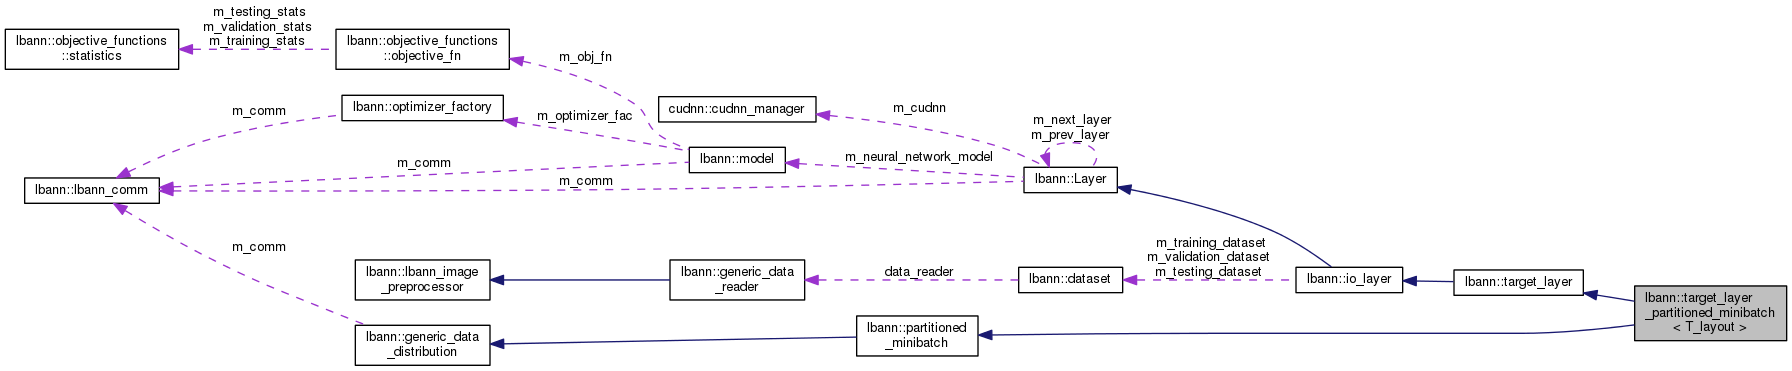 m_testing_stats
m_validation_stats
m_training_stats
lbann::objective_functions
::statistics
lbann::objective_functions
::objective_fn
m_obj_fn
lbann::optimizer_factory
m_comm
m_optimizer_fac
cudnn::cudnn_manager
m_cudnn
m_next_layer
m_prev_layer
lbann::model
m_neural_network_model
m_comm
m_comm
lbann::lbann_comm
lbann::Layer
m_comm
lbann::lbann_image
_preprocessor
lbann::generic_data
_reader
data_reader
lbann::dataset
m_training_dataset
m_validation_dataset
m_testing_dataset
lbann::io_layer
lbann::target_layer
lbann::target_layer
_partitioned_minibatch
< T_layout >
lbann::generic_data
_distribution
lbann::partitioned
_minibatch